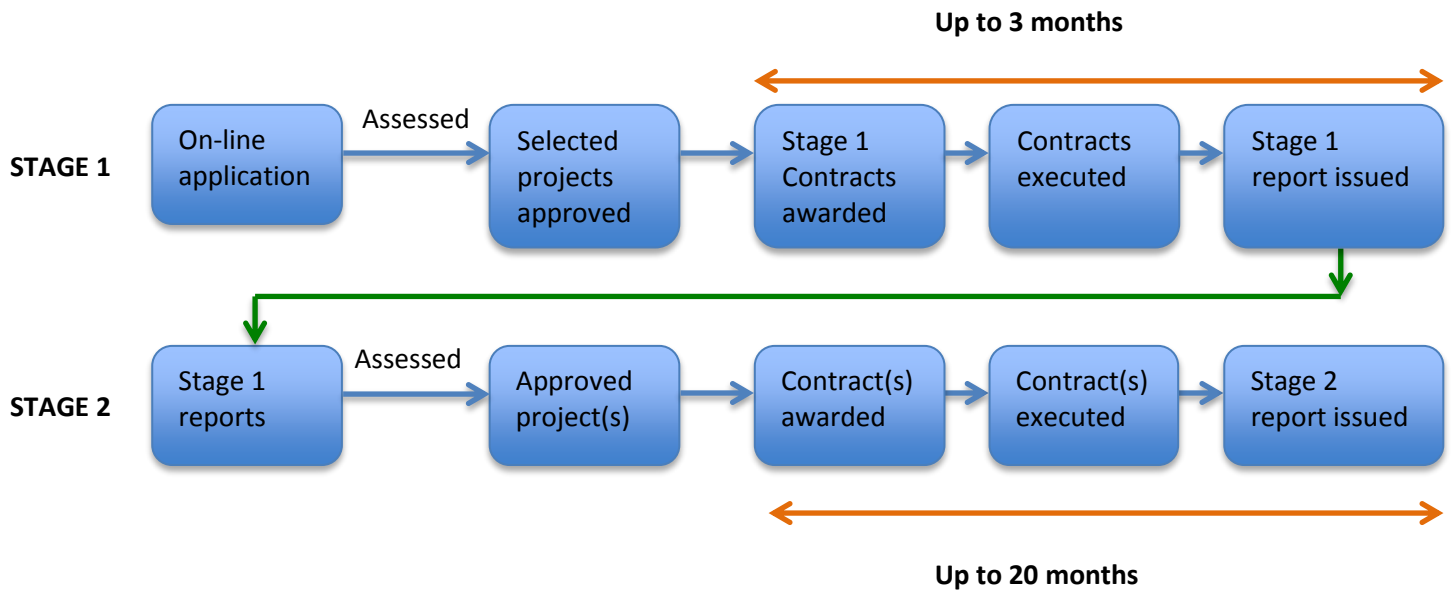 Up to 3 months
STAGE 1
On-line
application
Assessed
Selected
projects
approved
Stage 1
Contracts
awarded
Contracts
executed
Stage 1
report issued
STAGE 2
Stage 1
reports
Assessed
Approved
project(s)
Contract(s)
awarded
Contract(s)
executed
Stage 2
report issued
Up to 20 months